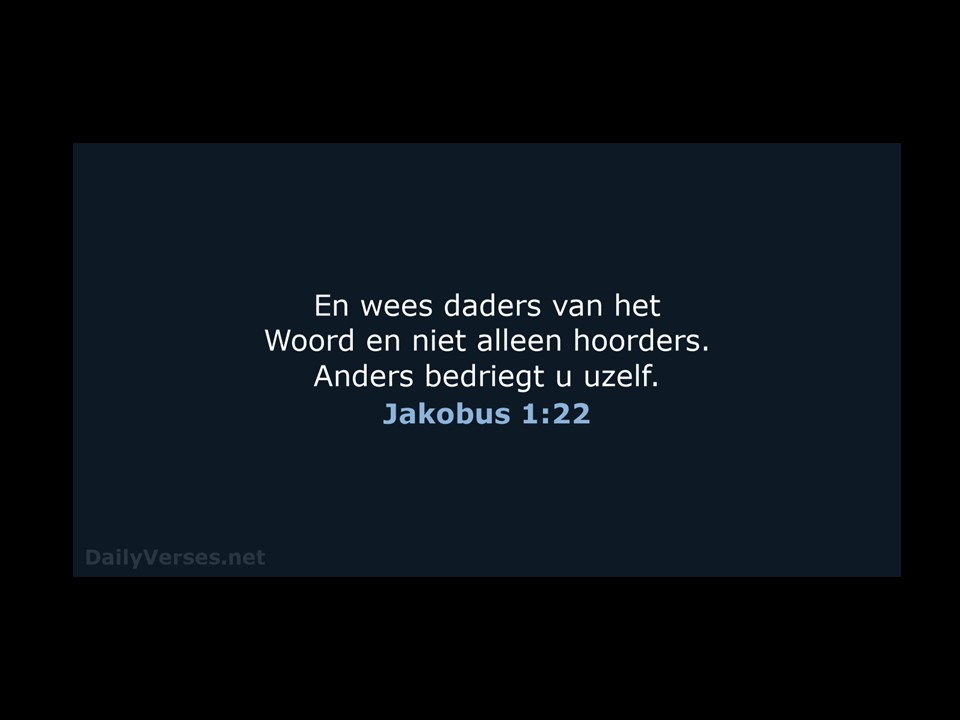 En wees daders van het
Woord en niet alleen hoorders.
Anders bedriegt u uzelf.
Jakobus 1:22
DailyVerses.net